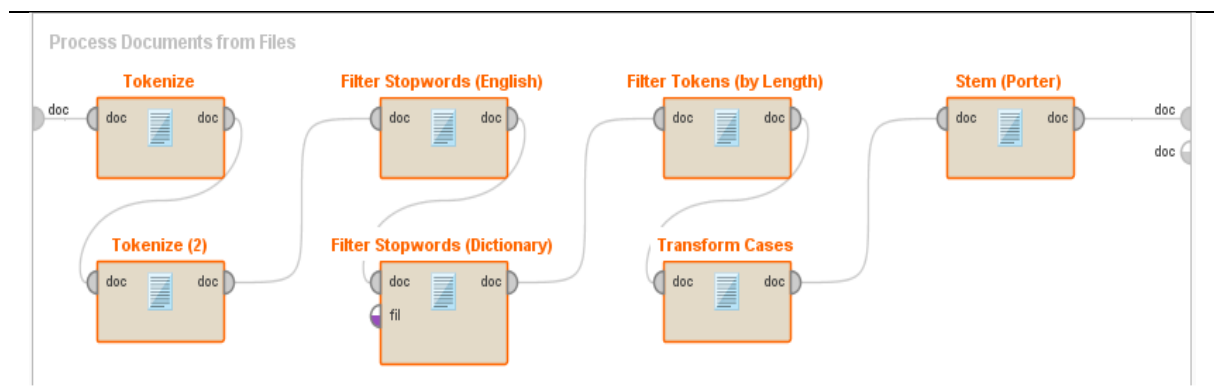 Process Documents from Files
Tokenize
Filter Stopwords (English)
Filter Tokens (by Length)
Stem (Porter)
doc
doc doc
doc doc
doc doc
doc doc
doc
doc
Tokenize (2)
Filter Stopwords (Dictionary)
Transform Cases
doc doc
doc doc
fil
doc doc